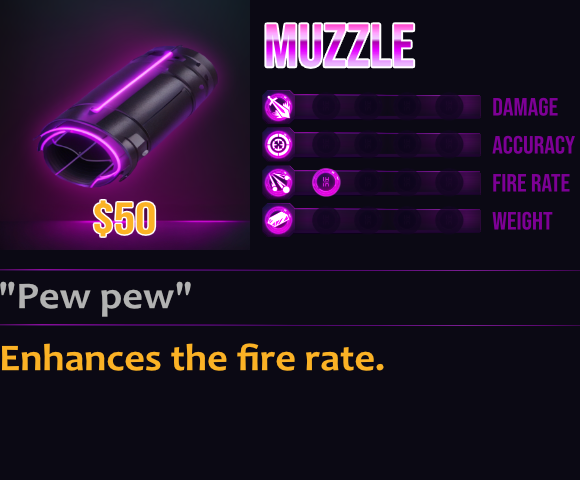 MUZZLE
DAMAGE
ACCURACY
FIRE RATE
WEIGHT
$50
"Pew pew"
Enhances the fire rate.